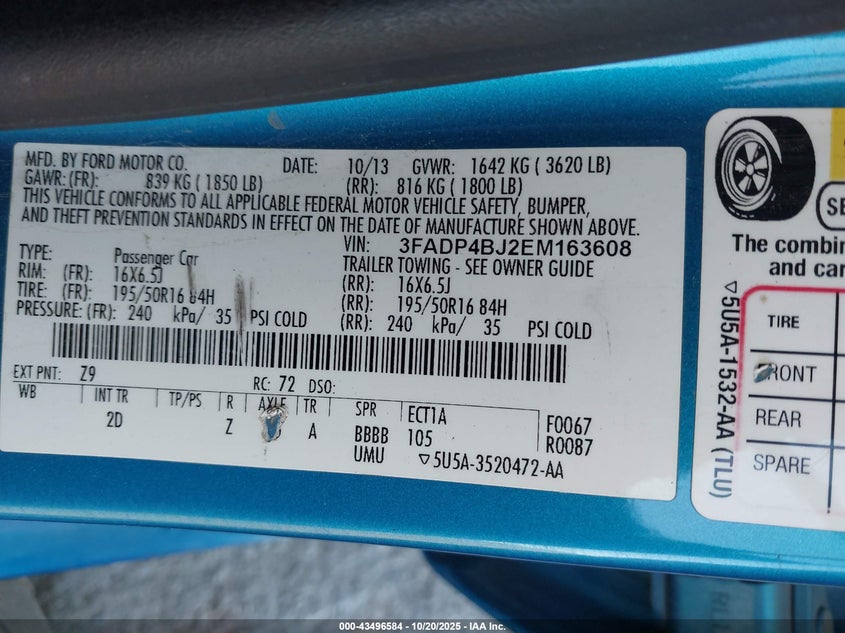 MFD. BY FORD MOTOR CO. DATE: 10/13 GVWR: 1642 KG ( 3620 LB)
GAWR: (FR): 839 KG ( 1850 LB) (RR): 816 KG ( 1800 LB)
THIS VEHICLE CONFORMS TO ALL APPLICABLE FEDERAL MOTOR VEHICLE SAFETY, BUMPER,
AND THEFT PREVENTION STANDARDS IN EFFECT ON THE DATE OF MANUFACTURE SHOWN ABOVE.
VIN: 3FADP4BJ2EM163608
TYPE: Passenger Car TRAILER TOWING - SEE OWNER GUIDE
RIM: (FR): 16X6.5J (RR): 16X6.5J
TIRE: (FR): 195/50R16 84H (RR): 195/50R16 84H
PRESSURE: (FR): 240 kPa/ 35 PSI COLD (RR): 240 kPa/ 35 PSI COLD
EXT PNT: Z9 RC: 72 DSO:
WB INT TR TP/PS R AXLE TR SPR ECT1A F0067
2D Z A BBBB 105 R0087
UMU ▽5U5A-3520472-AA
The combin
and car
TIRE
FRONT
REAR
SPARE
▽5U5A-1532-AA (TLU)
SE
000-43496584 / 10/20/2025 - IAA Inc.